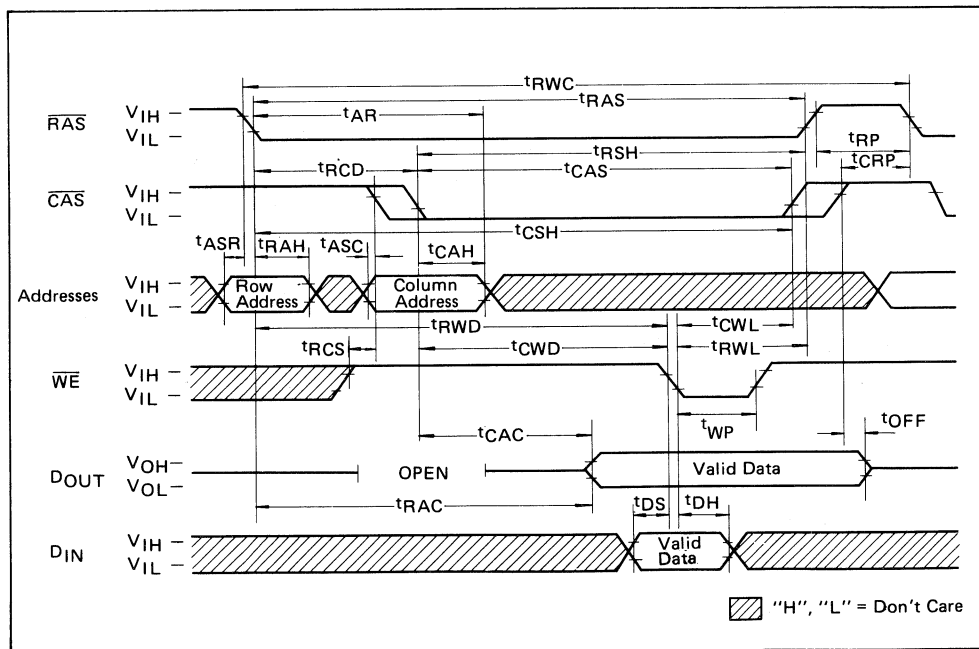 tRWC
tRAS
tAR
RAS
VIH
VIL
tRP
tRSH
tCRP
tRCD
tCAS
CAS
VIH
VIL
tCSH
tASR
tRAH
tASC
tCAH
Addresses
VIH
VIL
Row
Address
Column
Address
tRWD
tCWL
tRCS
tCWD
tRWL
WE
VIH
VIL
tWP
tOFF
tCAC
DOUT
VOH
VOL
OPEN
Valid Data
tRAC
tDS
tDH
DIN
VIH
VIL
Valid
Data
"H", "L" = Don't Care